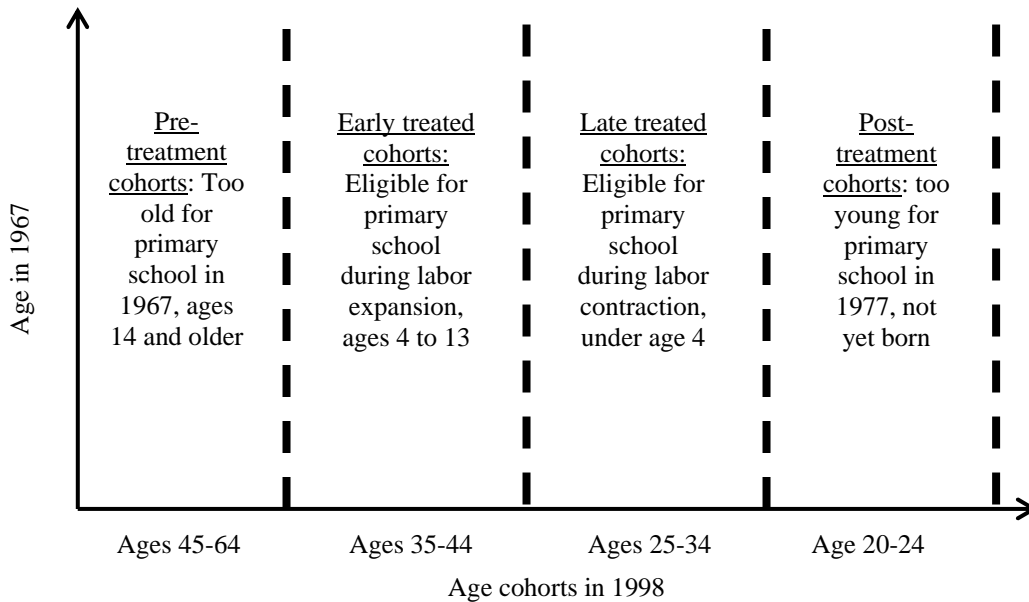 Age in 1967
Pre-
treatment
cohorts: Too
old for
primary
school in
1967, ages
14 and older
Early treated
cohorts:
Eligible for
primary
school
during labor
expansion,
ages 4 to 13
Late treated
cohorts:
Eligible for
primary
school
during labor
contraction,
under age 4
Post-
treatment
cohorts: too
young for
primary
school in
1977, not
yet born
Ages 45-64
Ages 35-44
Ages 25-34
Age 20-24
Age cohorts in 1998